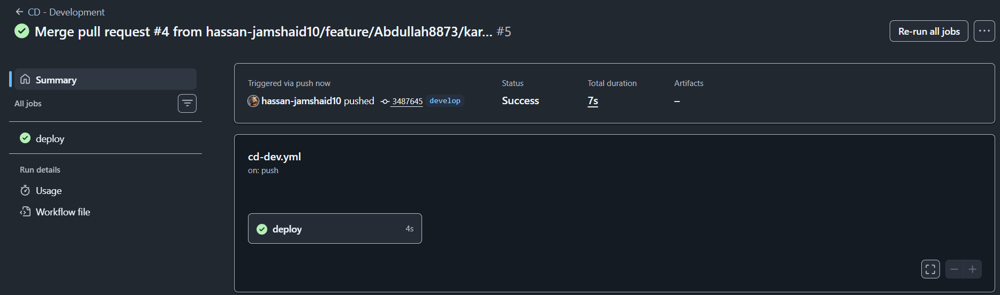 CD - Development
Merge pull request #4 from hassan-jamshaid10/feature/Abdullah8873/kar... #5
Re-run all jobs
Summary
All jobs
deploy
Run details
Usage
Workflow file
Triggered via push now
hassan-jamshaid10 pushed 3487645 develop
Status
Success
Total duration
7s
Artifacts
–
cd-dev.yml
on: push
deploy 4s